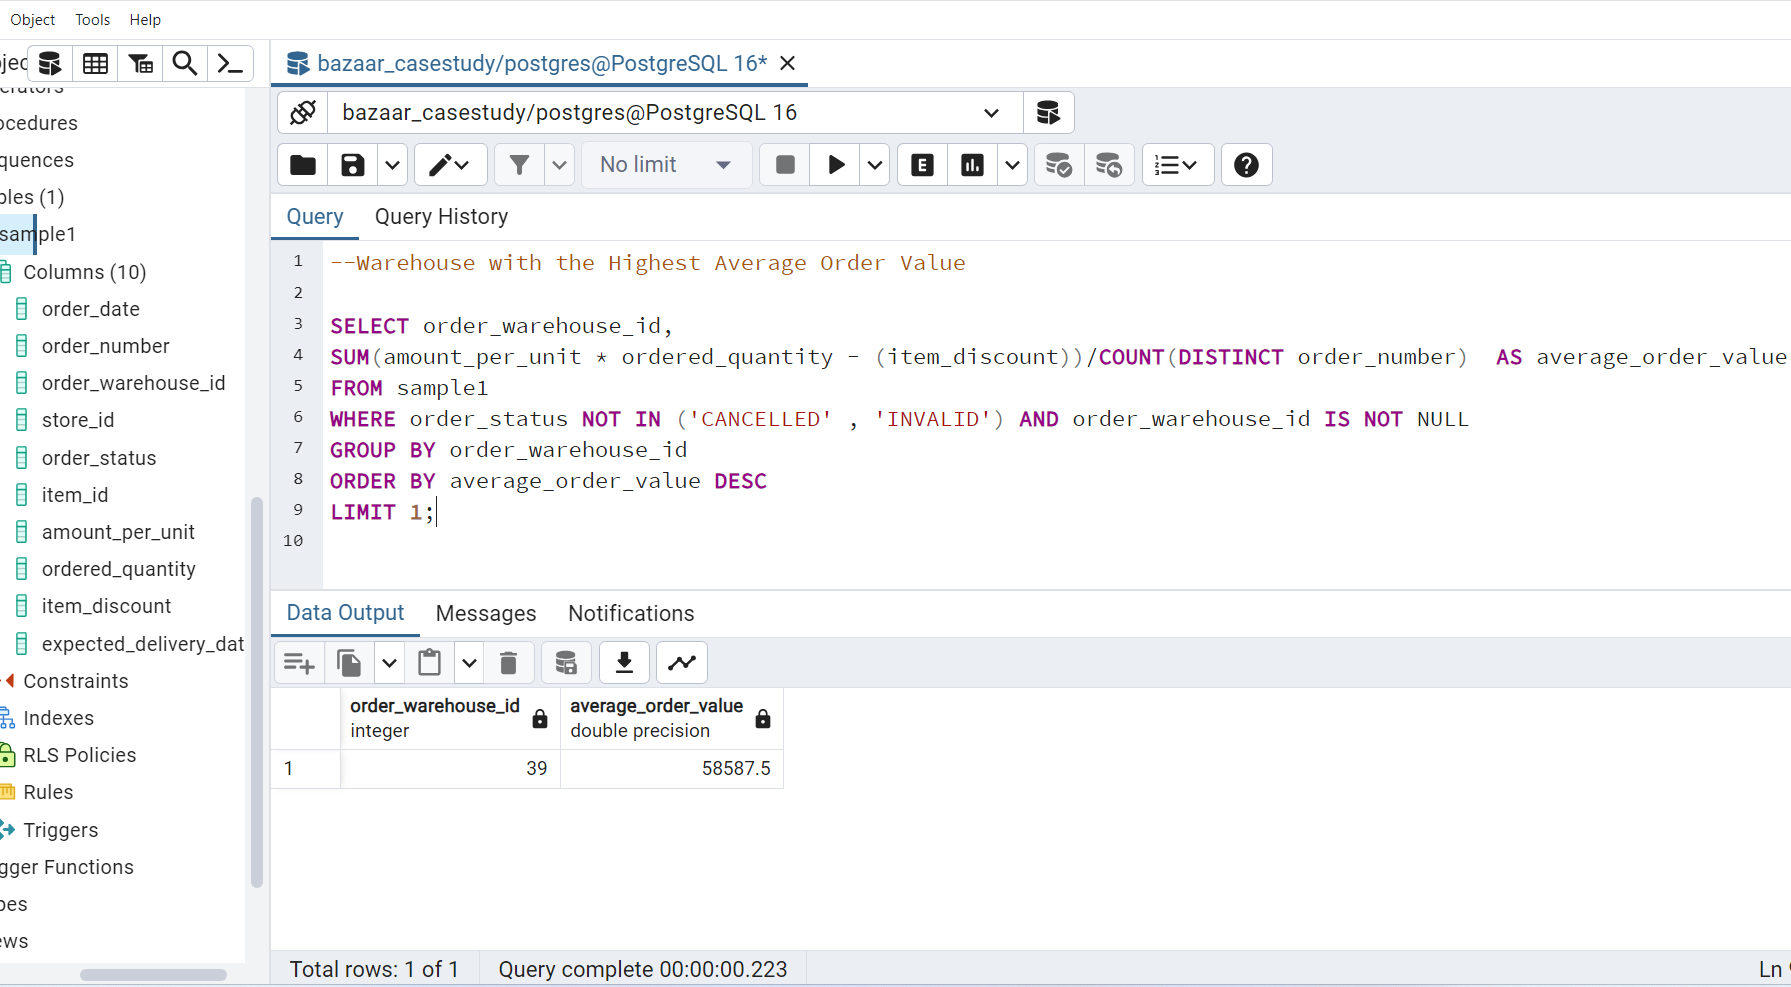 Object Tools Help
bazaar_casestudy/postgres@PostgreSQL 16*
bazaar_casestudy/postgres@PostgreSQL 16
No limit
Query Query History
1 --Warehouse with the Highest Average Order Value
2
3 SELECT order_warehouse_id,
4 SUM(amount_per_unit * ordered_quantity - (item_discount))/COUNT(DISTINCT order_number)  AS average_order_value
5 FROM sample1
6 WHERE order_status NOT IN ('CANCELLED' , 'INVALID') AND order_warehouse_id IS NOT NULL
7 GROUP BY order_warehouse_id
8 ORDER BY average_order_value DESC
9 LIMIT 1;
10
ocedures
quences
bles (1)
sample1
Columns (10)
order_date
order_number
order_warehouse_id
store_id
order_status
item_id
amount_per_unit
ordered_quantity
item_discount
expected_delivery_dat
Constraints
Indexes
RLS Policies
Rules
Triggers
gger Functions
pes
ews
Data Output Messages Notifications
order_warehouse_id average_order_value
integer double precision
1 39 58587.5
Total rows: 1 of 1 Query complete 00:00:00.223
Ln